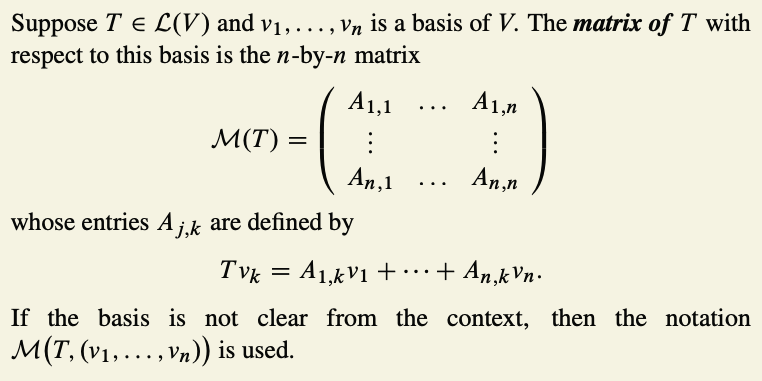 Suppose T ∈ ℒ(V) and v₁, . . . , vₙ is a basis of V. The matrix of T with
respect to this basis is the n-by-n matrix
A₁,₁ . . . A₁,ₙ
ℳ(T) = ( ⋮ ⋮ )
Aₙ,₁ . . . Aₙ,ₙ
whose entries Aⱼ,ₖ are defined by
Tvₖ = A₁,ₖv₁ + · · · + Aₙ,ₖvₙ.
If the basis is not clear from the context, then the notation
ℳ(T, (v₁, . . . , vₙ)) is used.